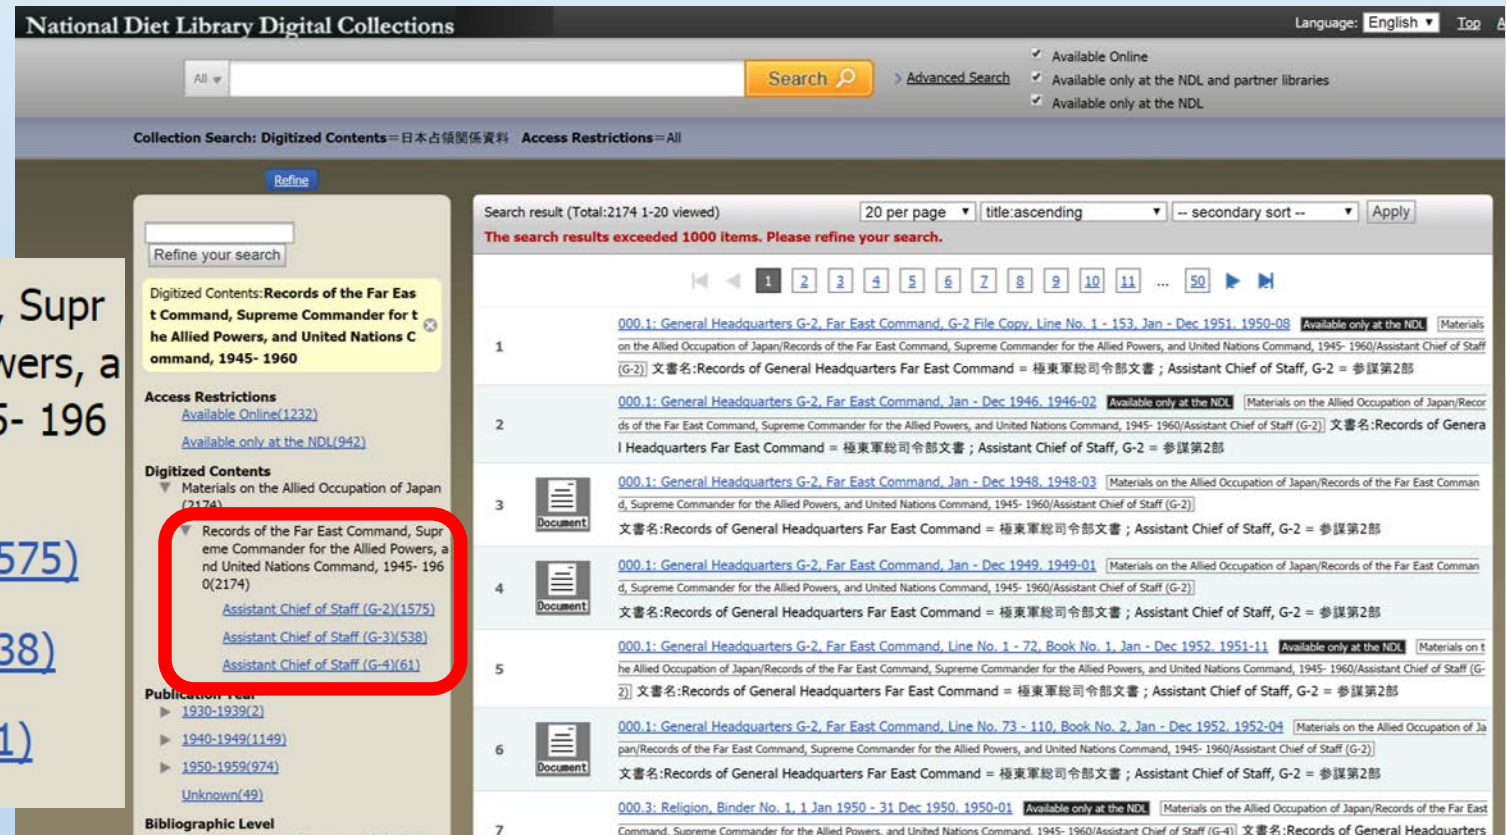 National Diet Library Digital Collections
Language: English Top A
All
Search
Advanced Search
Available Online
Available only at the NDL and partner libraries
Available only at the NDL
Collection Search: Digitized Contents＝日本占領関係資料 Access Restrictions＝All
Refine
Refine your search
Digitized Contents:Records of the Far Eas
t Command, Supreme Commander for t
he Allied Powers, and United Nations C
ommand, 1945- 1960
Access Restrictions
Available Online(1232)
Available only at the NDL(942)
Digitized Contents
Materials on the Allied Occupation of Japan
(2174)
Records of the Far East Command, Supr
eme Commander for the Allied Powers, a
nd United Nations Command, 1945- 196
0(2174)
Assistant Chief of Staff (G-2)(1575)
Assistant Chief of Staff (G-3)(538)
Assistant Chief of Staff (G-4)(61)
Publication Year
1930-1939(2)
1940-1949(1149)
1950-1959(974)
Unknown(49)
Bibliographic Level
, Supr
wers, a
5- 196
575)
38)
1)
Search result (Total:2174 1-20 viewed)
20 per page title:ascending -- secondary sort -- Apply
The search results exceeded 1000 items. Please refine your search.
1 2 3 4 5 6 7 8 9 10 11 ... 50
000.1: General Headquarters G-2, Far East Command, G-2 File Copy, Line No. 1 - 153, Jan - Dec 1951. 1950-08 Available only at the NDL Materials
1
on the Allied Occupation of Japan/Records of the Far East Command, Supreme Commander for the Allied Powers, and United Nations Command, 1945- 1960/Assistant Chief of Staff
(G-2) 文書名:Records of General Headquarters Far East Command = 極東軍総司令部文書 ; Assistant Chief of Staff, G-2 = 参謀第2部
000.1: General Headquarters G-2, Far East Command, Jan - Dec 1946. 1946-02 Available only at the NDL Materials on the Allied Occupation of Japan/Recor
2
ds of the Far East Command, Supreme Commander for the Allied Powers, and United Nations Command, 1945- 1960/Assistant Chief of Staff (G-2) 文書名:Records of Genera
l Headquarters Far East Command = 極東軍総司令部文書 ; Assistant Chief of Staff, G-2 = 参謀第2部
000.1: General Headquarters G-2, Far East Command, Jan - Dec 1948. 1948-03 Materials on the Allied Occupation of Japan/Records of the Far East Comman
3
d, Supreme Commander for the Allied Powers, and United Nations Command, 1945- 1960/Assistant Chief of Staff (G-2)
Document
文書名:Records of General Headquarters Far East Command = 極東軍総司令部文書 ; Assistant Chief of Staff, G-2 = 参謀第2部
000.1: General Headquarters G-2, Far East Command, Jan - Dec 1949. 1949-01 Materials on the Allied Occupation of Japan/Records of the Far East Comman
4
d, Supreme Commander for the Allied Powers, and United Nations Command, 1945- 1960/Assistant Chief of Staff (G-2)
Document
文書名:Records of General Headquarters Far East Command = 極東軍総司令部文書 ; Assistant Chief of Staff, G-2 = 参謀第2部
000.1: General Headquarters G-2, Far East Command, Line No. 1 - 72, Book No. 1, Jan - Dec 1952. 1951-11 Available only at the NDL Materials on t
5
he Allied Occupation of Japan/Records of the Far East Command, Supreme Commander for the Allied Powers, and United Nations Command, 1945- 1960/Assistant Chief of Staff (G-
2) 文書名:Records of General Headquarters Far East Command = 極東軍総司令部文書 ; Assistant Chief of Staff, G-2 = 参謀第2部
000.1: General Headquarters G-2, Far East Command, Line No. 73 - 110, Book No. 2, Jan - Dec 1952. 1952-04 Materials on the Allied Occupation of Ja
6
pan/Records of the Far East Command, Supreme Commander for the Allied Powers, and United Nations Command, 1945- 1960/Assistant Chief of Staff (G-2)
Document
文書名:Records of General Headquarters Far East Command = 極東軍総司令部文書 ; Assistant Chief of Staff, G-2 = 参謀第2部
000.3: Religion, Binder No. 1, 1 Jan 1950 - 31 Dec 1950. 1950-01 Available only at the NDL Materials on the Allied Occupation of Japan/Records of the Far East
7
Command, Supreme Commander for the Allied Powers, and United Nations Command, 1945- 1960/Assistant Chief of Staff (G-4) 文書名:Records of General Headquarters